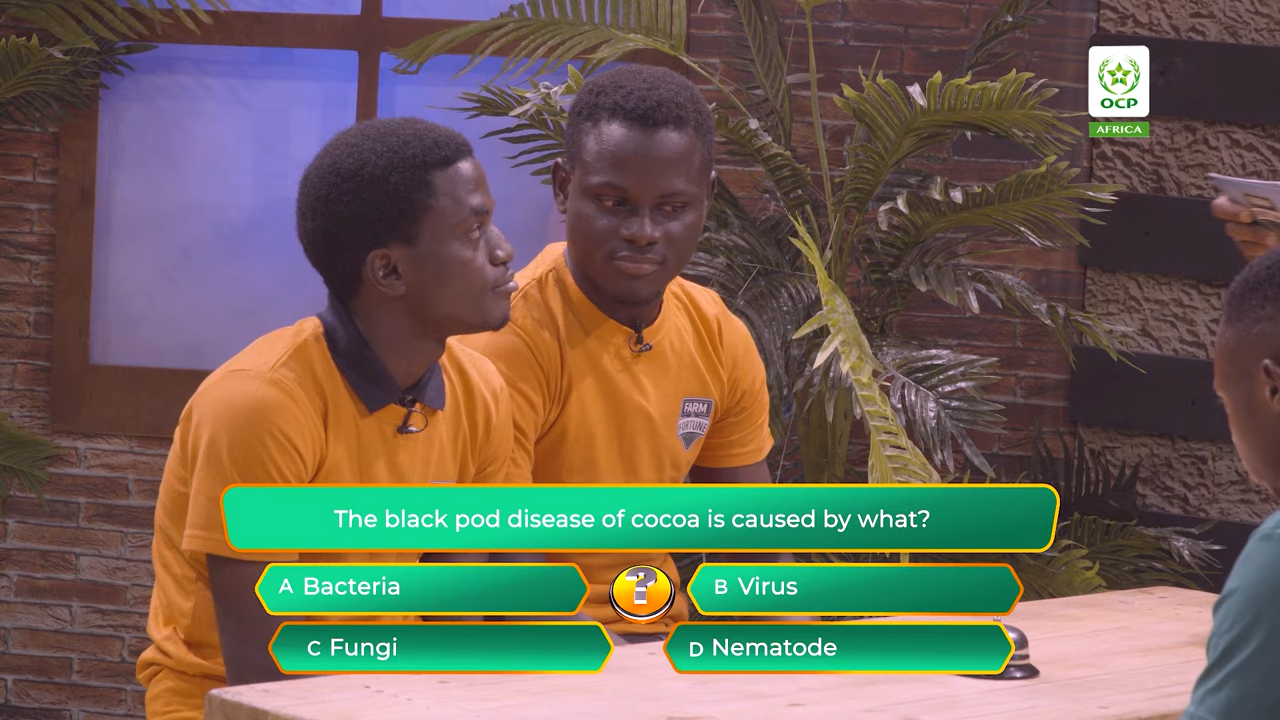 OCP
AFRICA
FARM
FORTUNE
The black pod disease of cocoa is caused by what?
A Bacteria
B Virus
C Fungi
D Nematode